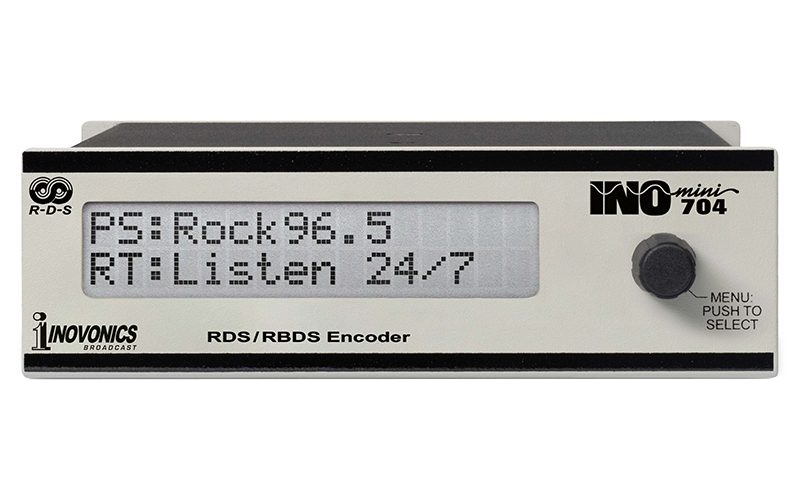 R-D-S
PS:Rock96.5
RT:Listen 24/7
INOVONICS
BROADCAST
RDS/RBDS Encoder
INO mini
704
MENU:
PUSH TO
SELECT